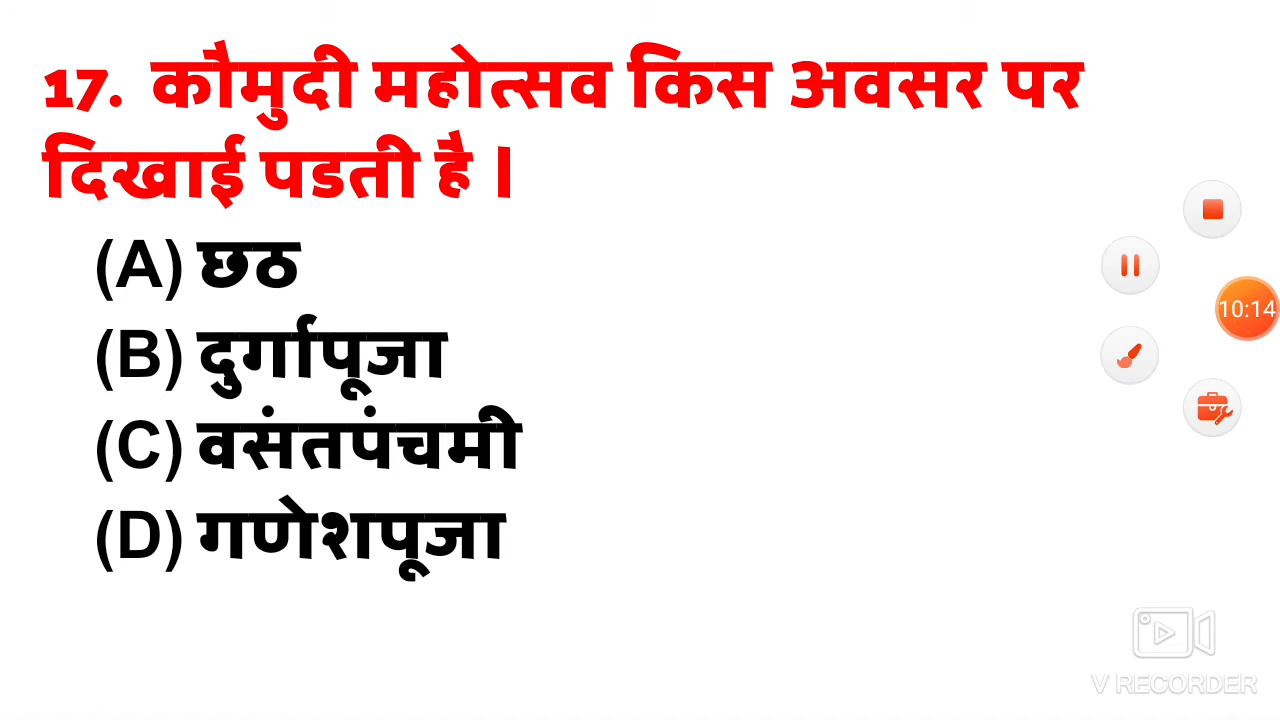 17. कौमुदी महोत्सव किस अवसर पर
दिखाई पडती है ।
(A) छठ
(B) दुर्गापूजा
(C) वसंतपंचमी
(D) गणेशपूजा
10:14
V RECORDER